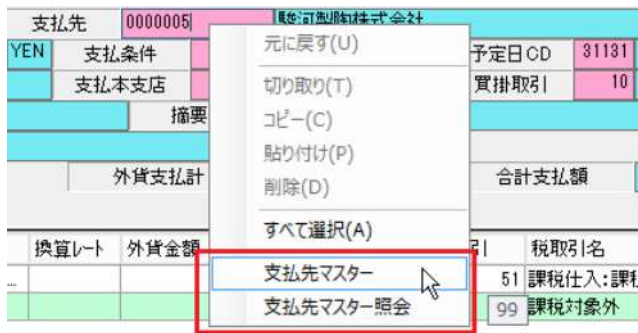 支払先 0000005 駿河製陶株式会社
元に戻す(U)
YEN 支払条件 予定日CD 31131
切り取り(T)
支払本支店 買掛取引 10
コピー(C)
摘要
貼り付け(P)
外貨支払計 合計支払額
削除(D)
すべて選択(A)
換算レート 外貨金額 引 税取引名
支払先マスター
... 51 課税仕入:課税
支払先マスター照会
99 課税対象外